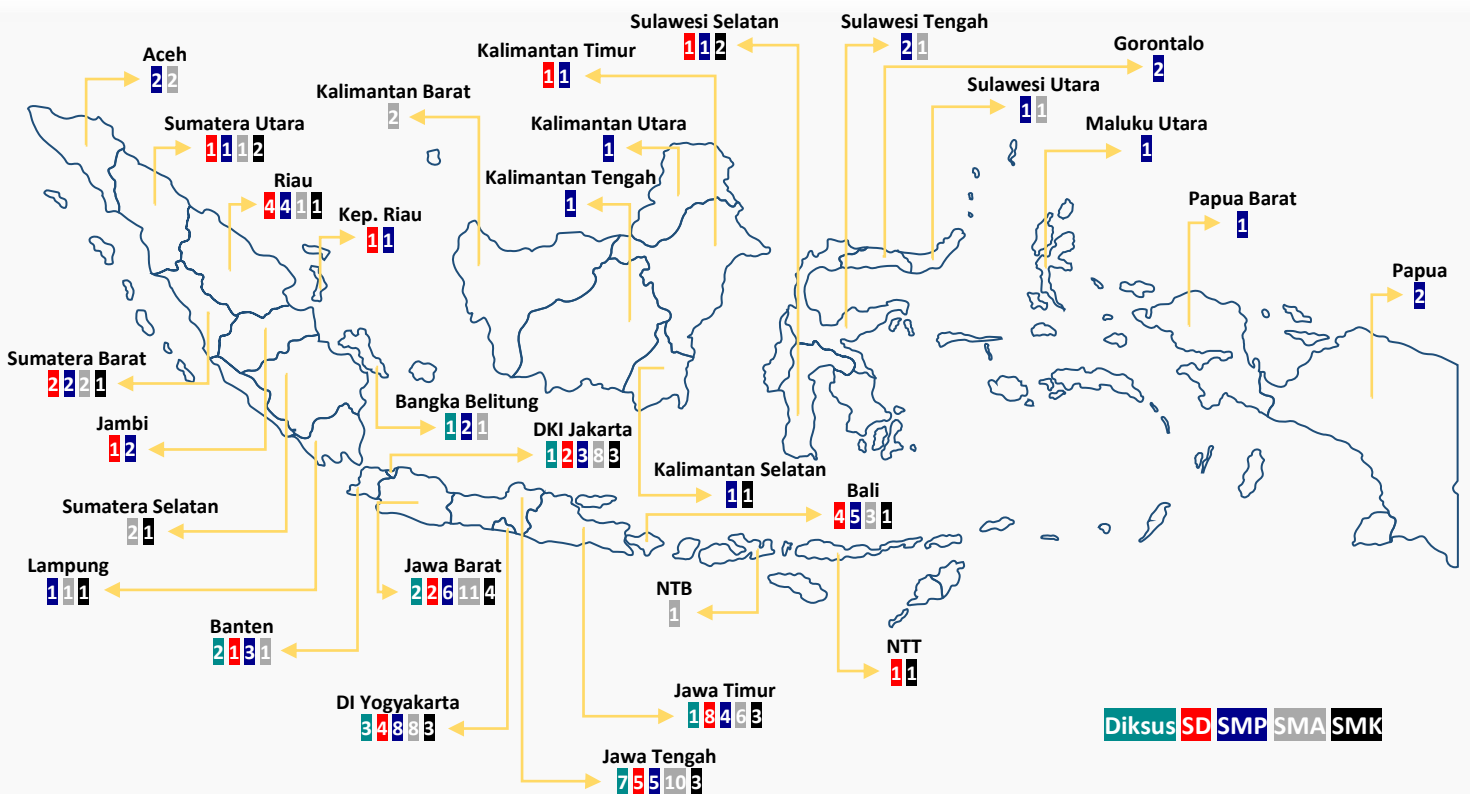 Sulawesi Selatan
1 1 2
Sulawesi Tengah
2 1
Gorontalo
2
Aceh
2 2
Kalimantan Timur
1 1
Sulawesi Utara
1 1
Kalimantan Barat
2
Sumatera Utara
1 1 1 2
Kalimantan Utara
1
Maluku Utara
1
Riau
4 4 1 1
Kalimantan Tengah
1
Papua Barat
1
Kep. Riau
1 1
Papua
2
Sumatera Barat
2 2 2 1
Bangka Belitung
1 2 1
Jambi
1 2
DKI Jakarta
1 2 3 8 3
Kalimantan Selatan
1 1
Bali
4 5 3 1
Sumatera Selatan
2 1
Lampung
1 1 1
Jawa Barat
2 2 6 11 4
NTB
1
Banten
2 1 3 1
NTT
1 1
DI Yogyakarta
3 4 8 8 3
Jawa Timur
1 8 4 6 3
Jawa Tengah
7 5 5 10 3
Diksus SD SMP SMA SMK